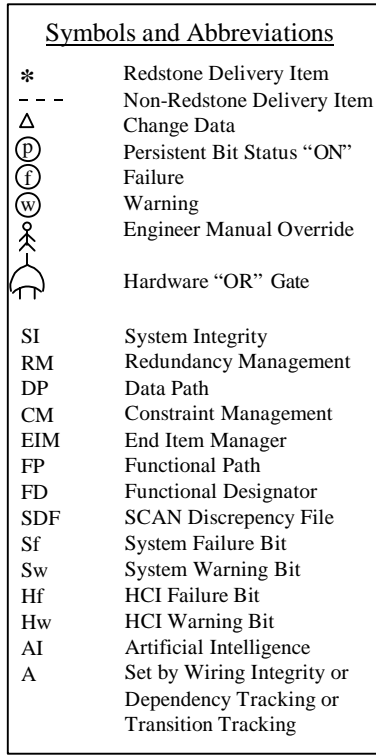 Symbols and Abbreviations
* Redstone Delivery Item
--- Non-Redstone Delivery Item
Δ Change Data
p Persistent Bit Status “ON”
f Failure
w Warning
Engineer Manual Override
Hardware “OR” Gate
SI System Integrity
RM Redundancy Management
DP Data Path
CM Constraint Management
EIM End Item Manager
FP Functional Path
FD Functional Designator
SDF SCAN Discrepency File
Sf System Failure Bit
Sw System Warning Bit
Hf HCI Failure Bit
Hw HCI Warning Bit
AI Artificial Intelligence
A Set by Wiring Integrity or
Dependency Tracking or
Transition Tracking